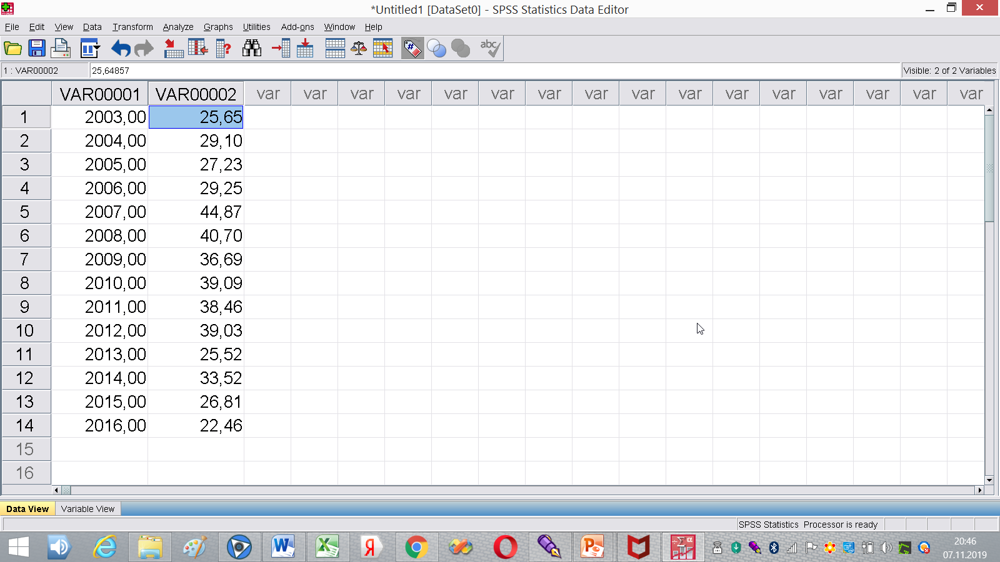 *Untitled1 [DataSet0] - SPSS Statistics Data Editor
File Edit View Data Transform Analyze Graphs Utilities Add-ons Window Help
1 : VAR00002 25,64857 Visible: 2 of 2 Variables
VAR00001 VAR00002 var var var var var var var var var var var var var var var var
1 2003,00 25,65
2 2004,00 29,10
3 2005,00 27,23
4 2006,00 29,25
5 2007,00 44,87
6 2008,00 40,70
7 2009,00 36,69
8 2010,00 39,09
9 2011,00 38,46
10 2012,00 39,03
11 2013,00 25,52
12 2014,00 33,52
13 2015,00 26,81
14 2016,00 22,46
15
16
Data View Variable View
SPSS Statistics Processor is ready
20:46
07.11.2019